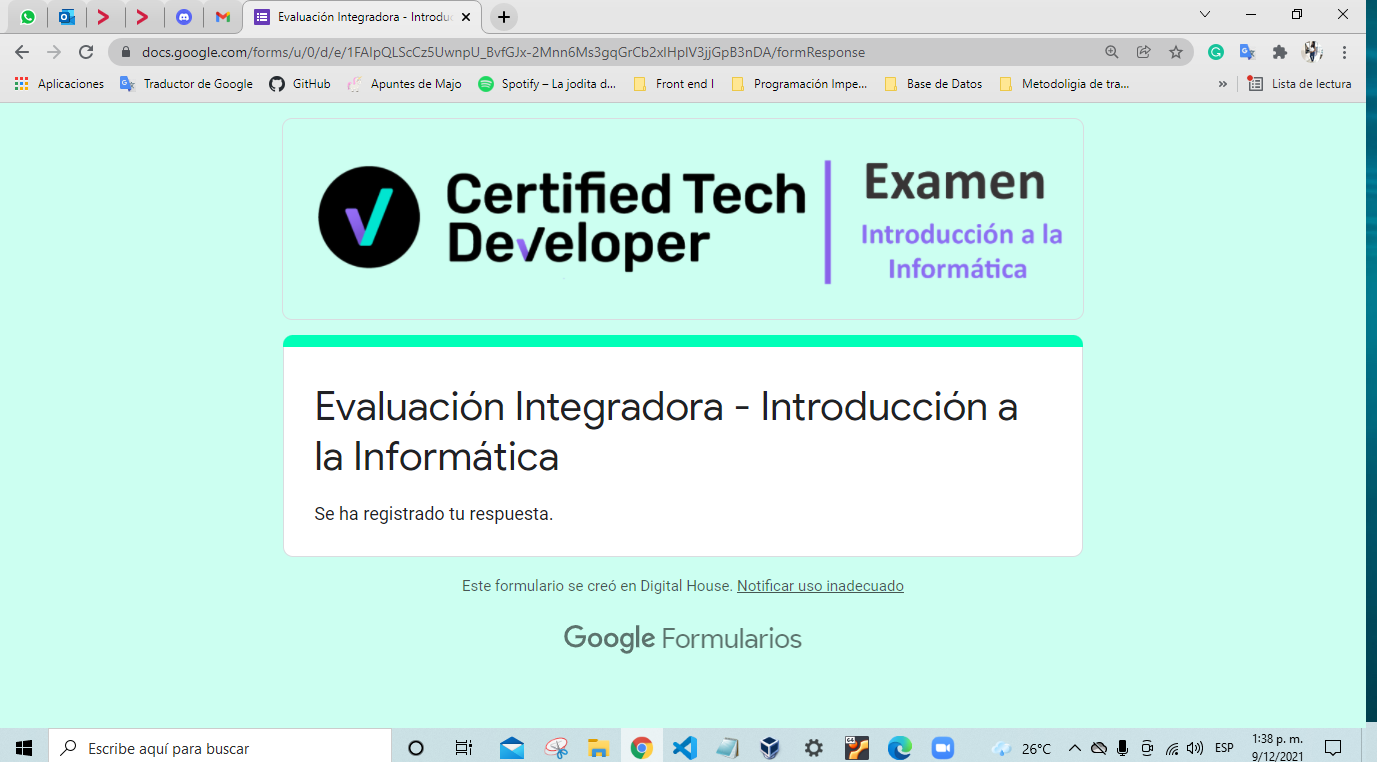 Evaluación Integradora - Introduc
docs.google.com/forms/u/0/d/e/1FAIpQLScCz5UwnpU_BvfGJx-2Mnn6Ms3gqGrCb2xlHplV3jjGpB3nDA/formResponse
Aplicaciones Traductor de Google GitHub Apuntes de Majo Spotify – La jodita d... Front end I Programación Impe... Base de Datos Metodoligia de tra... » Lista de lectura
Certified Tech
Developer
Examen
Introducción a la
Informática
Evaluación Integradora - Introducción a
la Informática
Se ha registrado tu respuesta.
Este formulario se creó en Digital House. Notificar uso inadecuado
Google Formularios
Escribe aquí para buscar
26°C ESP
1:38 p. m.
9/12/2021